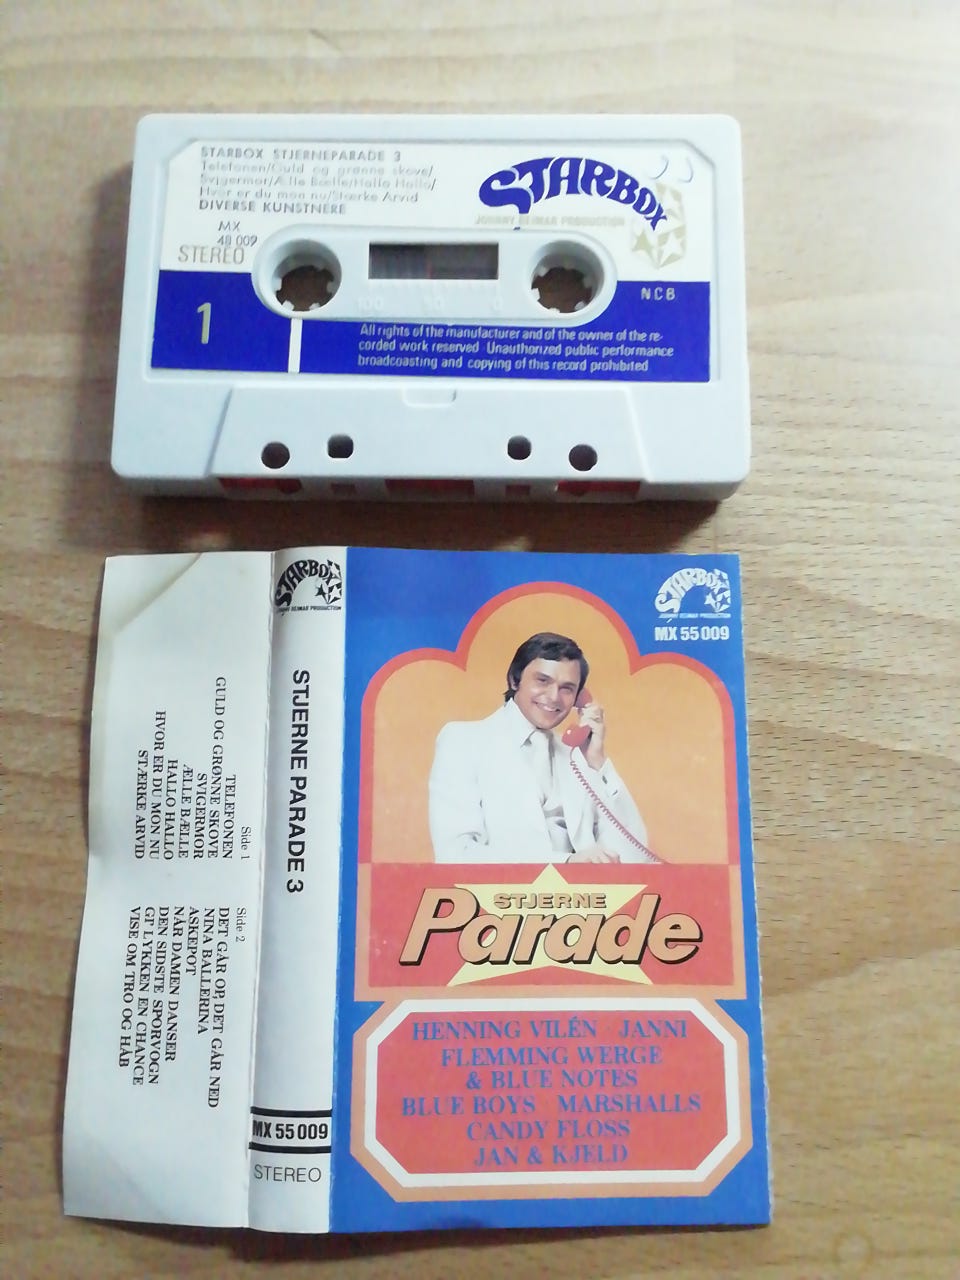 STARBOX STJERNEPARADE 3
Telefonen/Guld og grønne skove/
Svigermor/Ælle Bælle/Hallo Hallo/
Hvor er du mon nu/Stærke Arvid
DIVERSE KUNSTNERE
MX
48 009
STEREO
STARBOX
JOHNNY REIMAR PRODUCTION
1
NCB
100 50 0
All rights of the manufacturer and of the owner of the re-
corded work reserved Unauthorized public performance
broadcoasting and copying of this record prohibited
Side 1
TELEFONEN
GULD OG GRØNNE SKOVE
SVIGERMOR
ÆLLE BÆLLE
HALLO HALLO
HVOR ER DU MON NU
STÆRKE ARVID
Side 2
DET GÅR OP, DET GÅR NED
NINA BALLERINA
ASKEPOT
NÅR DAMEN DANSER
DEN SIDSTE SPORVOGN
GI' LYKKEN EN CHANCE
VISE OM TRO OG HÅB
STARBOX
JOHNNY REIMAR PRODUCTION
STJERNE PARADE 3
MX 55 009
STEREO
STARBOX
JOHNNY REIMAR PRODUCTION
MX 55 009
STJERNE
Parade
HENNING VILÉN · JANNI
FLEMMING WERGE
& BLUE NOTES
BLUE BOYS · MARSHALLS
CANDY FLOSS
JAN & KJELD